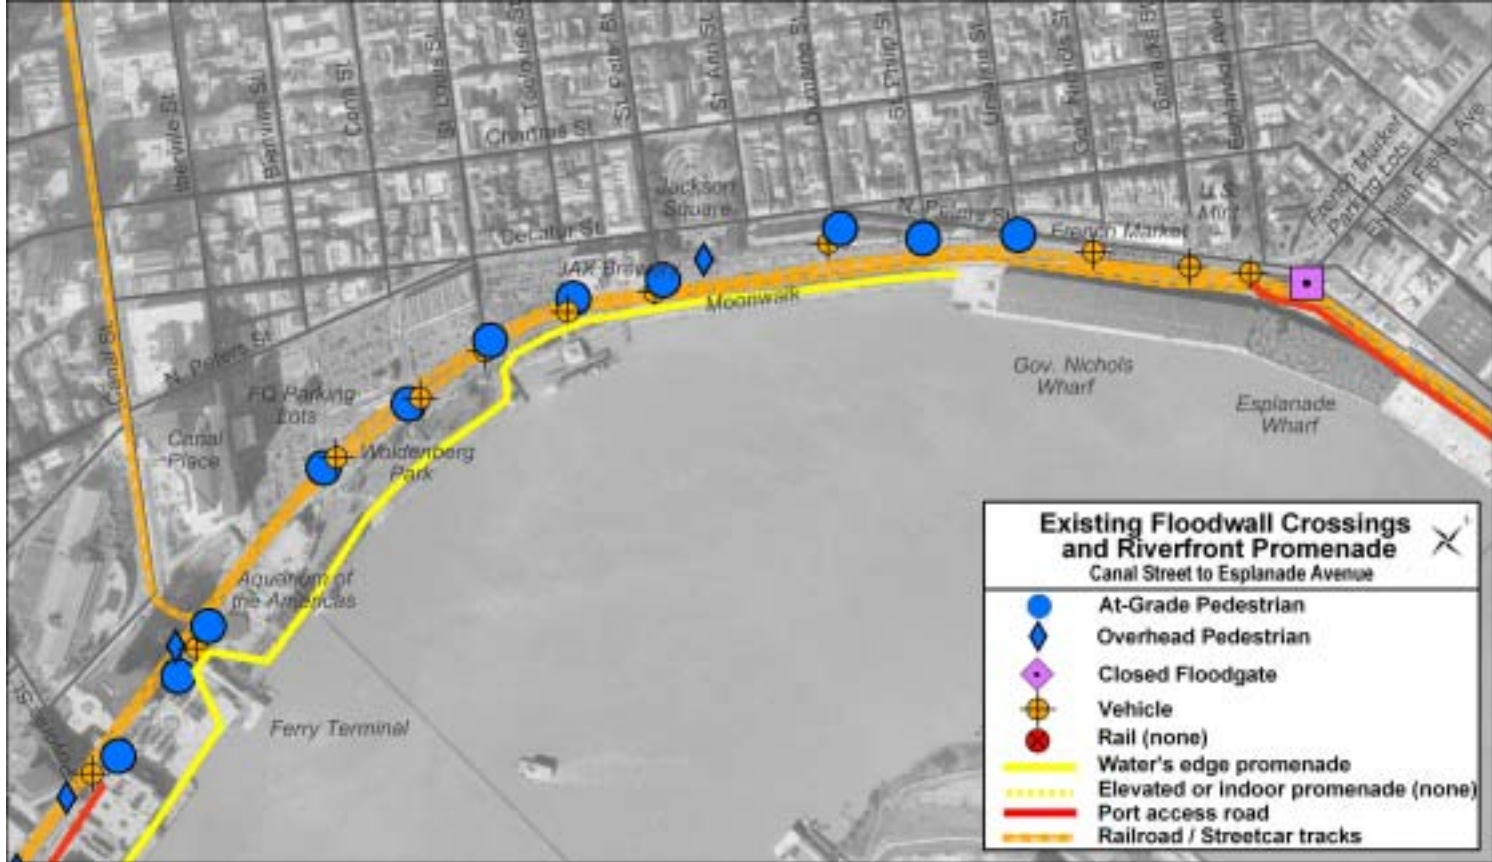 Iberville St
Bienville St
Conti St
St. Louis St.
Toulouse St
St. Peter St
St. Ann St
Dumaine St
St. Philip St
Ursuline St
Gov. Nichols St
Barracks St
Esplanade Ave
Chartres St
Jackson
Square
Decatur St.
N. Peters St
French Market
U.S.
Mint
French Market
Parking Lots
Elysian Fields Ave
JAX Brewery
Moonwalk
Canal St.
N. Peters St
FQ Parking
Lots
Canal
Place
Woldenberg
Park
Gov. Nichols
Wharf
Esplanade
Wharf
Aquarium of
the Americas
Ferry Terminal
Existing Floodwall Crossings
and Riverfront Promenade
Canal Street to Esplanade Avenue
At-Grade Pedestrian
Overhead Pedestrian
Closed Floodgate
Vehicle
Rail (none)
Water's edge promenade
Elevated or indoor promenade (none)
Port access road
Railroad / Streetcar tracks